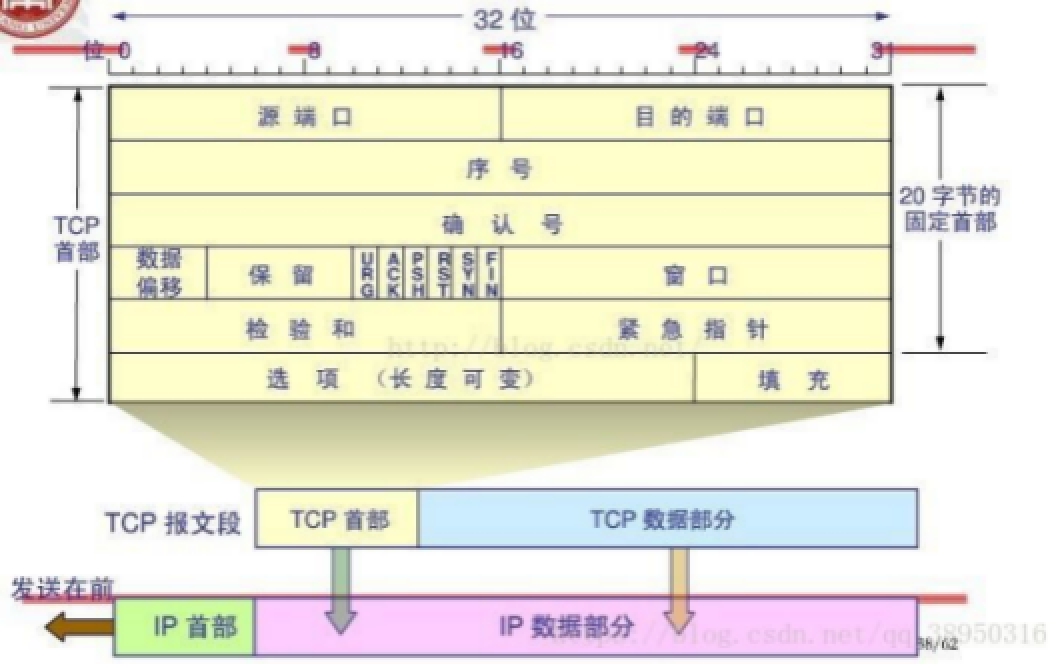 32 位
位 0 8 16 24 31
源 端 口 目 的 端 口
序 号
确 认 号
TCP 首部
20 字节的 固定首部
数据 偏移 保 留 URG ACK PSH RST SYN FIN 窗 口
检 验 和 紧 急 指 针
http://blog.csdn.net/
选 项 (长 度 可 变) 填 充
TCP 报文段 TCP 首部 TCP 数据部分
发送在前
IP 首部 IP 数据部分
https://blog.csdn.net/qq_38950316
58/62